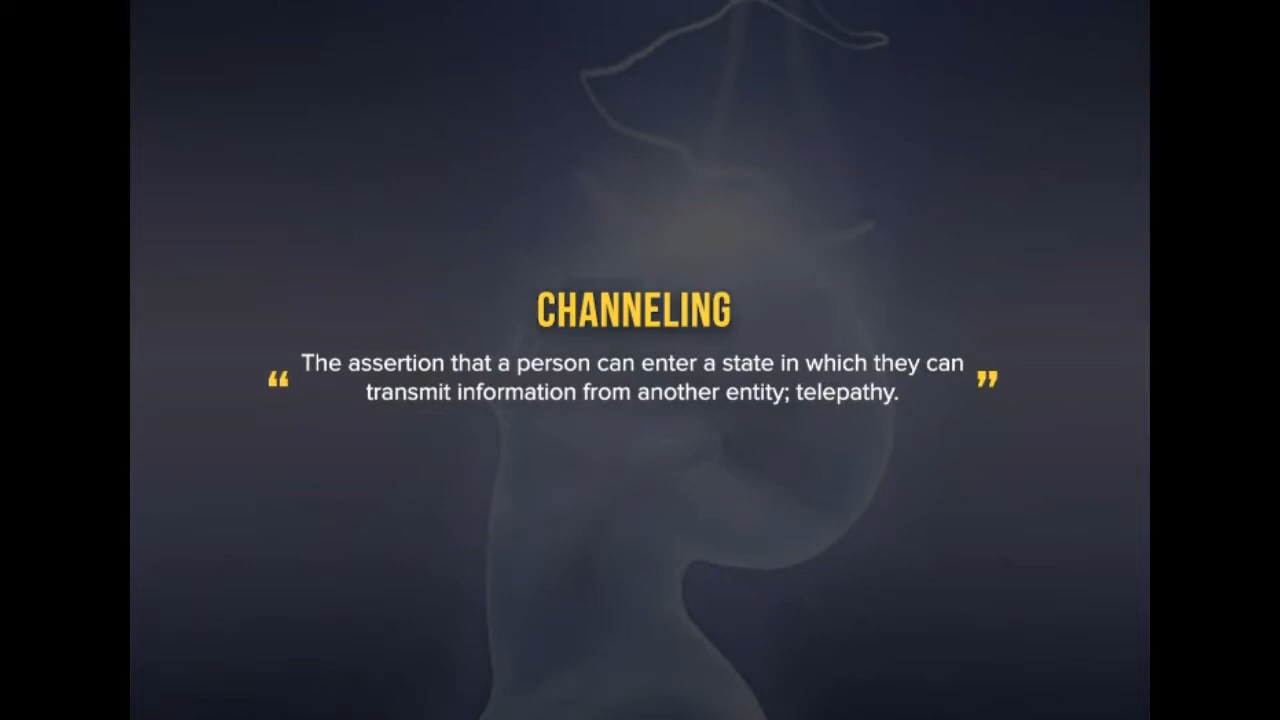 CHANNELING
“ The assertion that a person can enter a state in which they can
transmit information from another entity; telepathy. ”